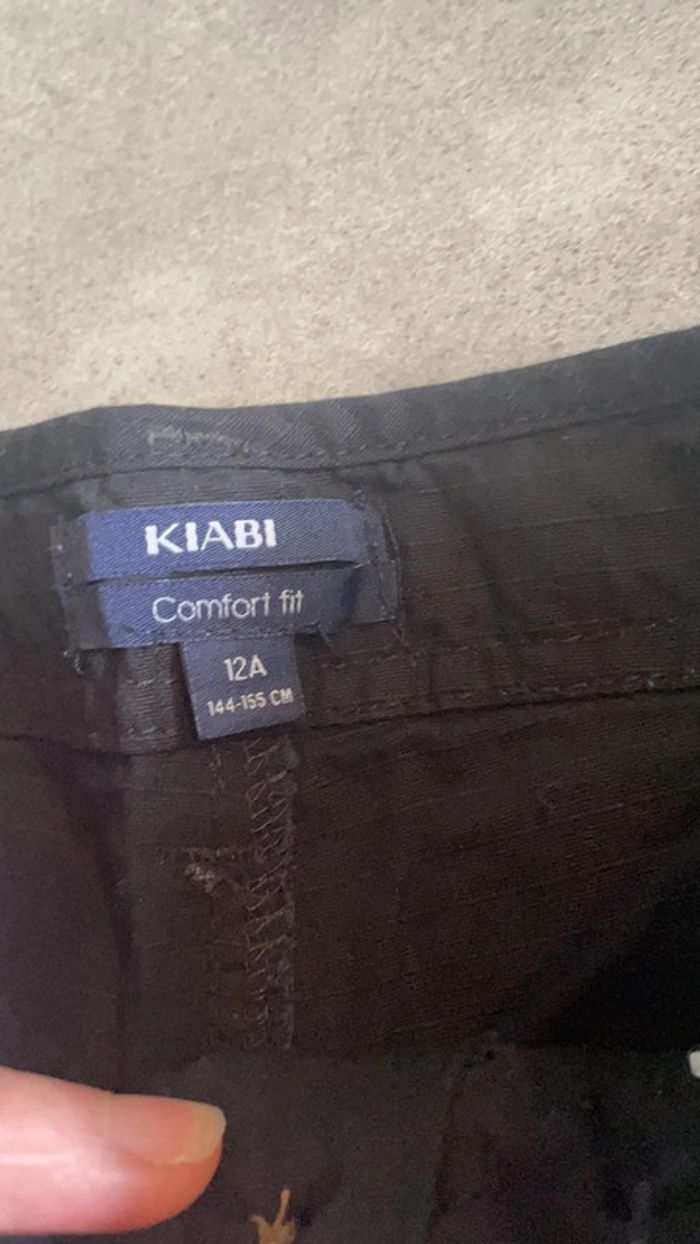 KIABI
Comfort fit
12A
144-155 CM